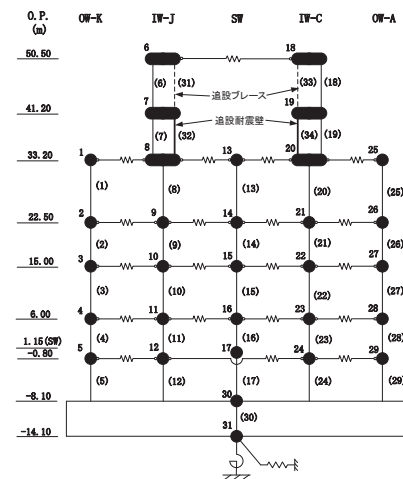 O.P. OW-K IW-J SW IW-C OW-A
(m)
6 18
50.50
(6) (31) (33) (18)
追設ブレース
7 19
41.20
追設耐震壁
(7) (32) (34) (19)
1 8 13 20 25
33.20
(1) (8) (13) (20) (25)
2 9 14 21 26
22.50
(2) (9) (14) (21) (26)
3 10 15 22 27
15.00
(3) (10) (15) (22) (27)
4 11 16 23 28
6.00
(4) (11) (16) (23) (28)
1.15(SW)
5 12 17 24 29
-0.80
(5) (12) (17) (24) (29)
30
-8.10
(30)
31
-14.10